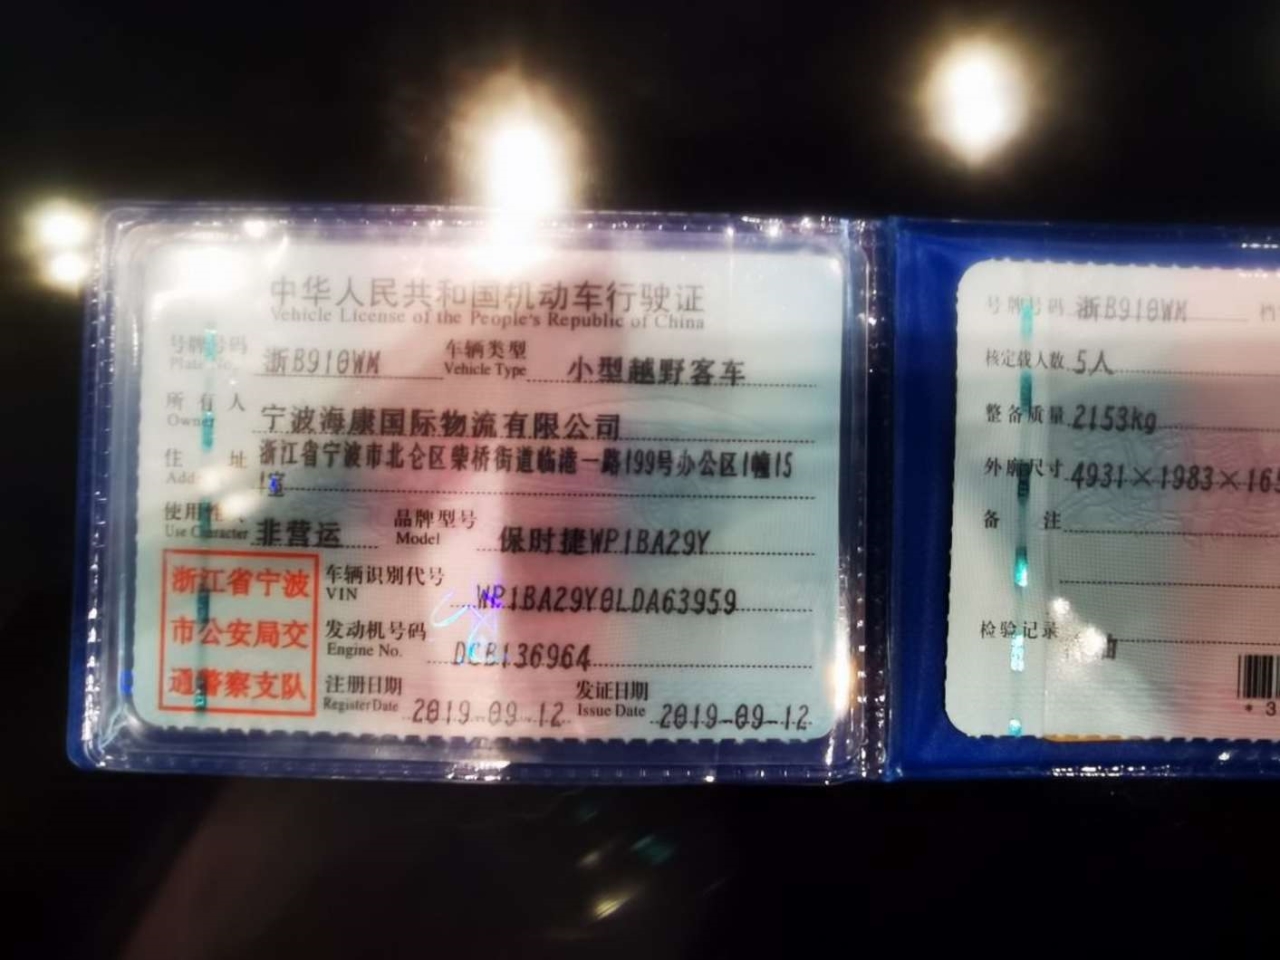 中华人民共和国机动车行驶证
Vehicle License of the People's Republic of China
号牌号码 浙B910WM 车辆类型 小型越野客车
Plate No. Vehicle Type
所有人 宁波海康国际物流有限公司
Owner
住址 浙江省宁波市北仑区柴桥街道临港一路199号办公区1幢15
Add 1室
使用性 非营运 品牌型号 保时捷WP1BA29Y
Use Character Model
浙江省宁波
市公安局交
通警察支队
车辆识别代号 WP1BA29Y0LDA63959
VIN
发动机号码 DCB136964
Engine No.
注册日期 2019-09-12 发证日期 2019-09-12
Register Date Issue Date
号牌号码 浙B910WM 档
核定载人数 5人
整备质量 2153kg
外廓尺寸 4931×1983×16
备注
检验记录
油
* 3